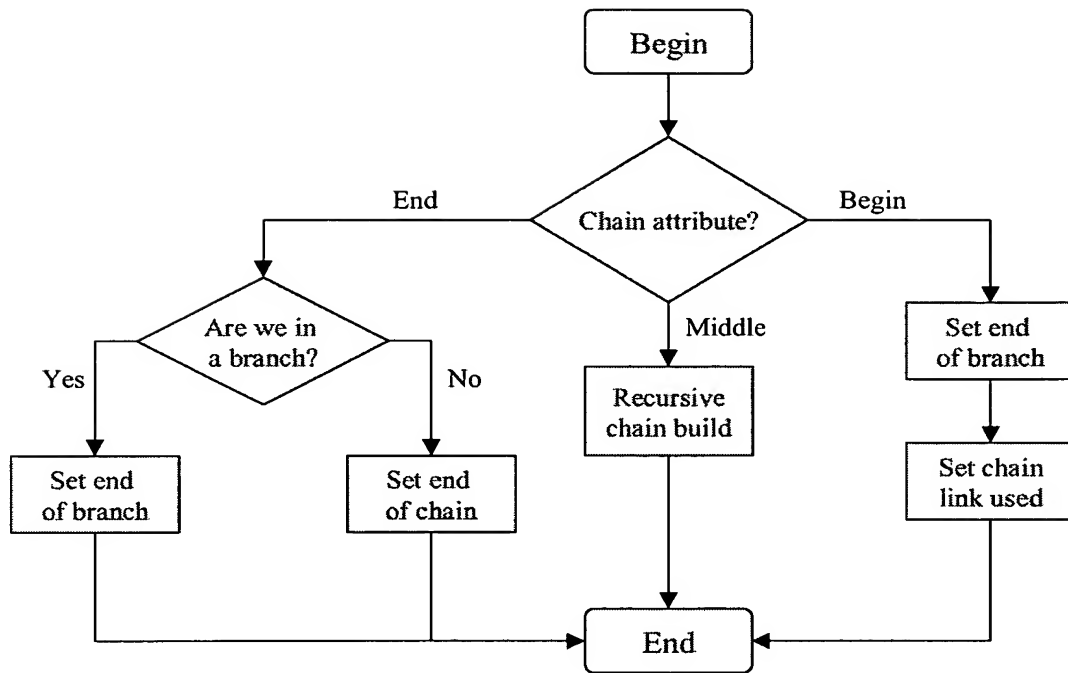 Begin
End
Chain attribute?
Begin
Are we in
a branch?
Middle
Set end
of branch
Yes
No
Recursive
chain build
Set end
of branch
Set end
of chain
Set chain
link used
End